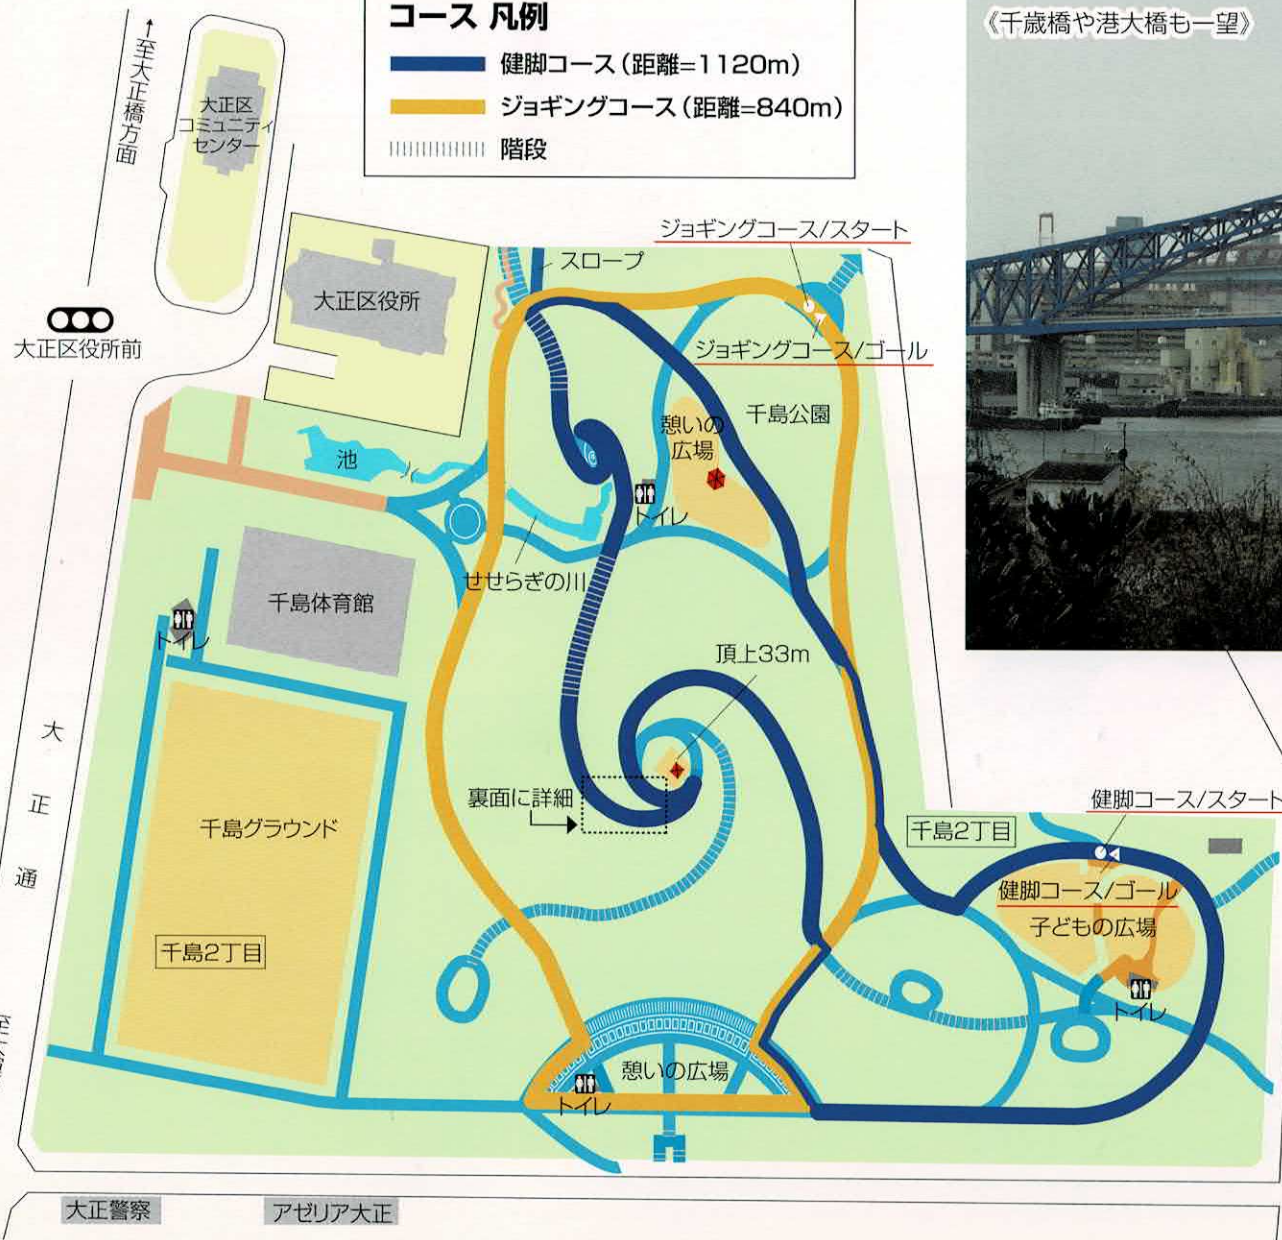 コース 凡例
健脚コース(距離=1120m)
ジョギングコース(距離=840m)
階段
《千歳橋や港大橋も一望》
↑至大正橋方面
大正区
コミュニティ
センター
ジョギングコース/スタート
スロープ
大正区役所
大正区役所前
ジョギングコース/ゴール
千島公園
憩いの
広場
池
トイレ
せせらぎの川
千島体育館
トイレ
頂上33m
大正通
裏面に詳細
健脚コース/スタート
千島グラウンド
千島2丁目
健脚コース/ゴール
子どもの広場
千島2丁目
トイレ
憩いの広場
トイレ
大正警察
アゼリア大正